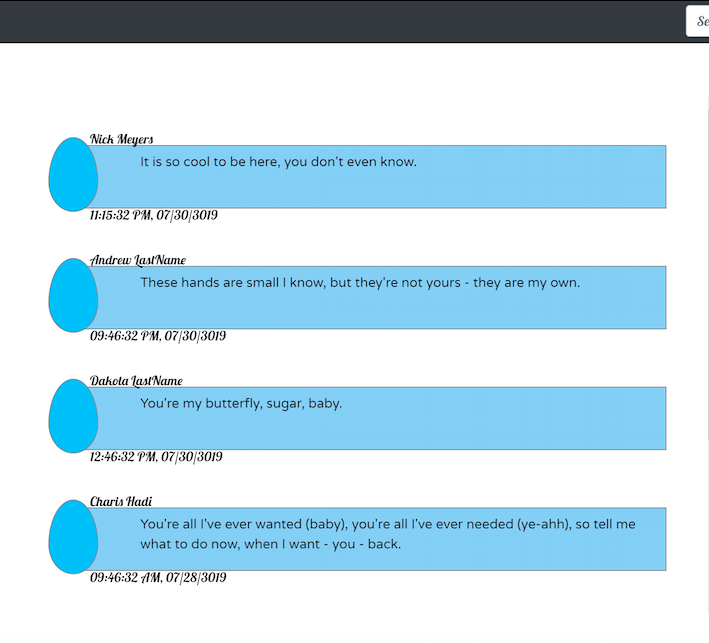 Se
Nick Meyers
It is so cool to be here, you don't even know.
11:15:32 PM, 07/30/3019
Andrew LastName
These hands are small I know, but they're not yours - they are my own.
09:46:32 PM, 07/30/3019
Dakota LastName
You're my butterfly, sugar, baby.
12:46:32 PM, 07/30/3019
Charis Hadi
You're all I've ever wanted (baby), you're all I've ever needed (ye-ahh), so tell me
what to do now, when I want - you - back.
09:46:32 AM, 07/28/3019